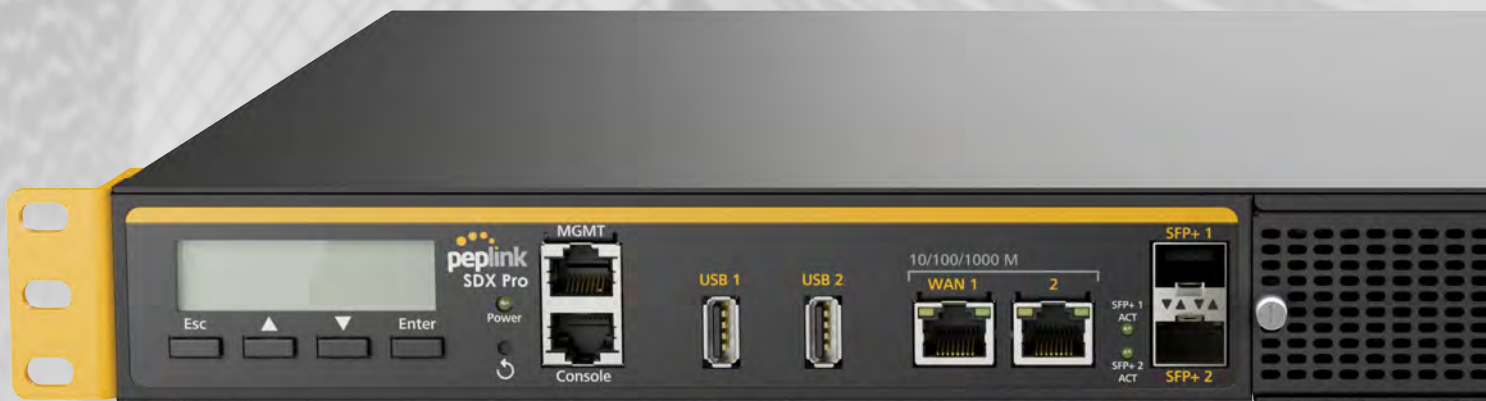 MGMT
SFP+ 1
peplink
SDX Pro
10/100/1000 M
USB 1
USB 2
WAN 1
2
SFP+ 1
ACT
Esc
Enter
Power
SFP+ 2
ACT
Console
SFP+ 2